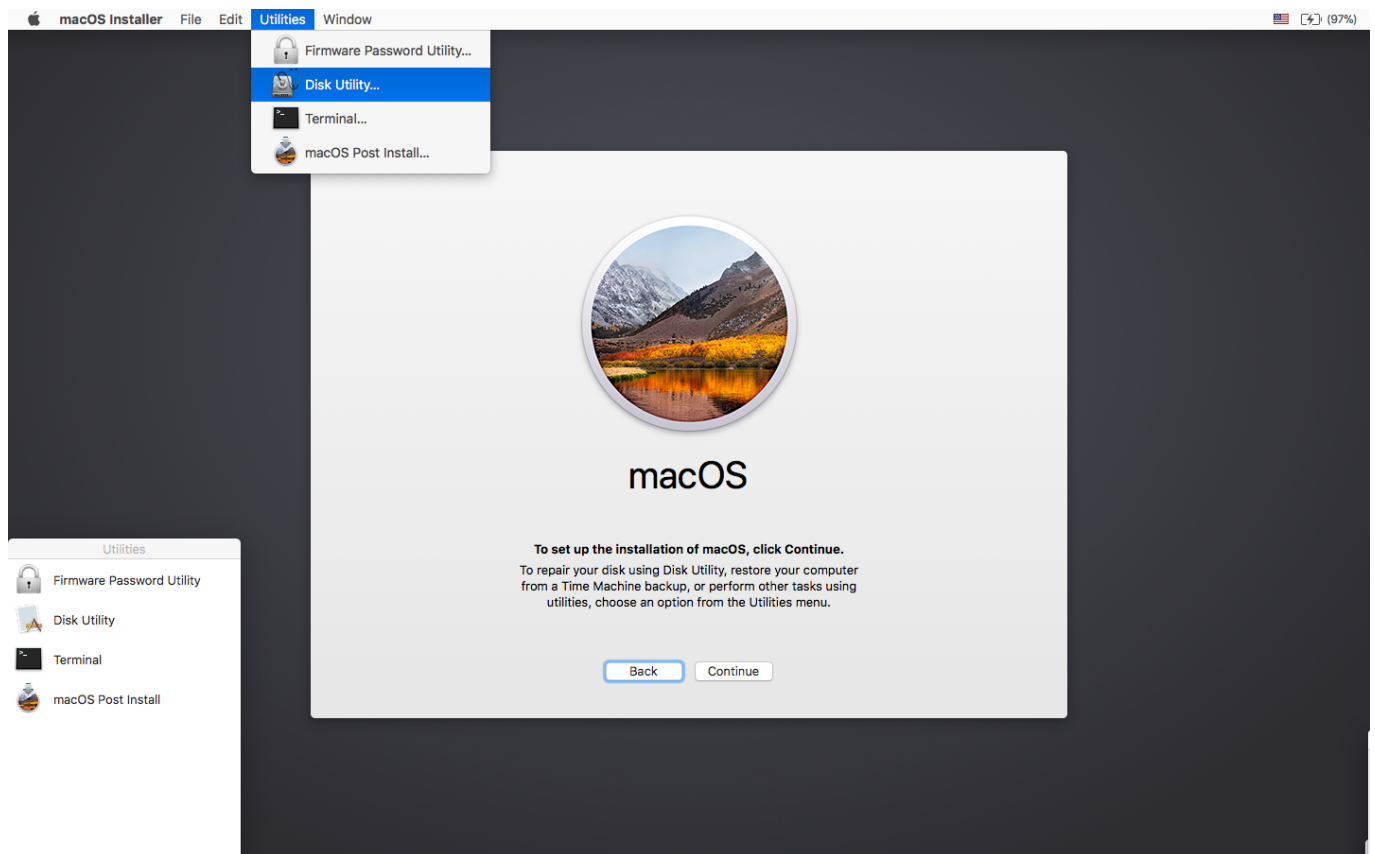 macOS Installer File Edit Utilities Window (97%)
Firmware Password Utility...
Disk Utility...
Terminal...
macOS Post Install...
macOS
To set up the installation of macOS, click Continue.
To repair your disk using Disk Utility, restore your computer
from a Time Machine backup, or perform other tasks using
utilities, choose an option from the Utilities menu.
Back Continue
Utilities
Firmware Password Utility
Disk Utility
Terminal
macOS Post Install